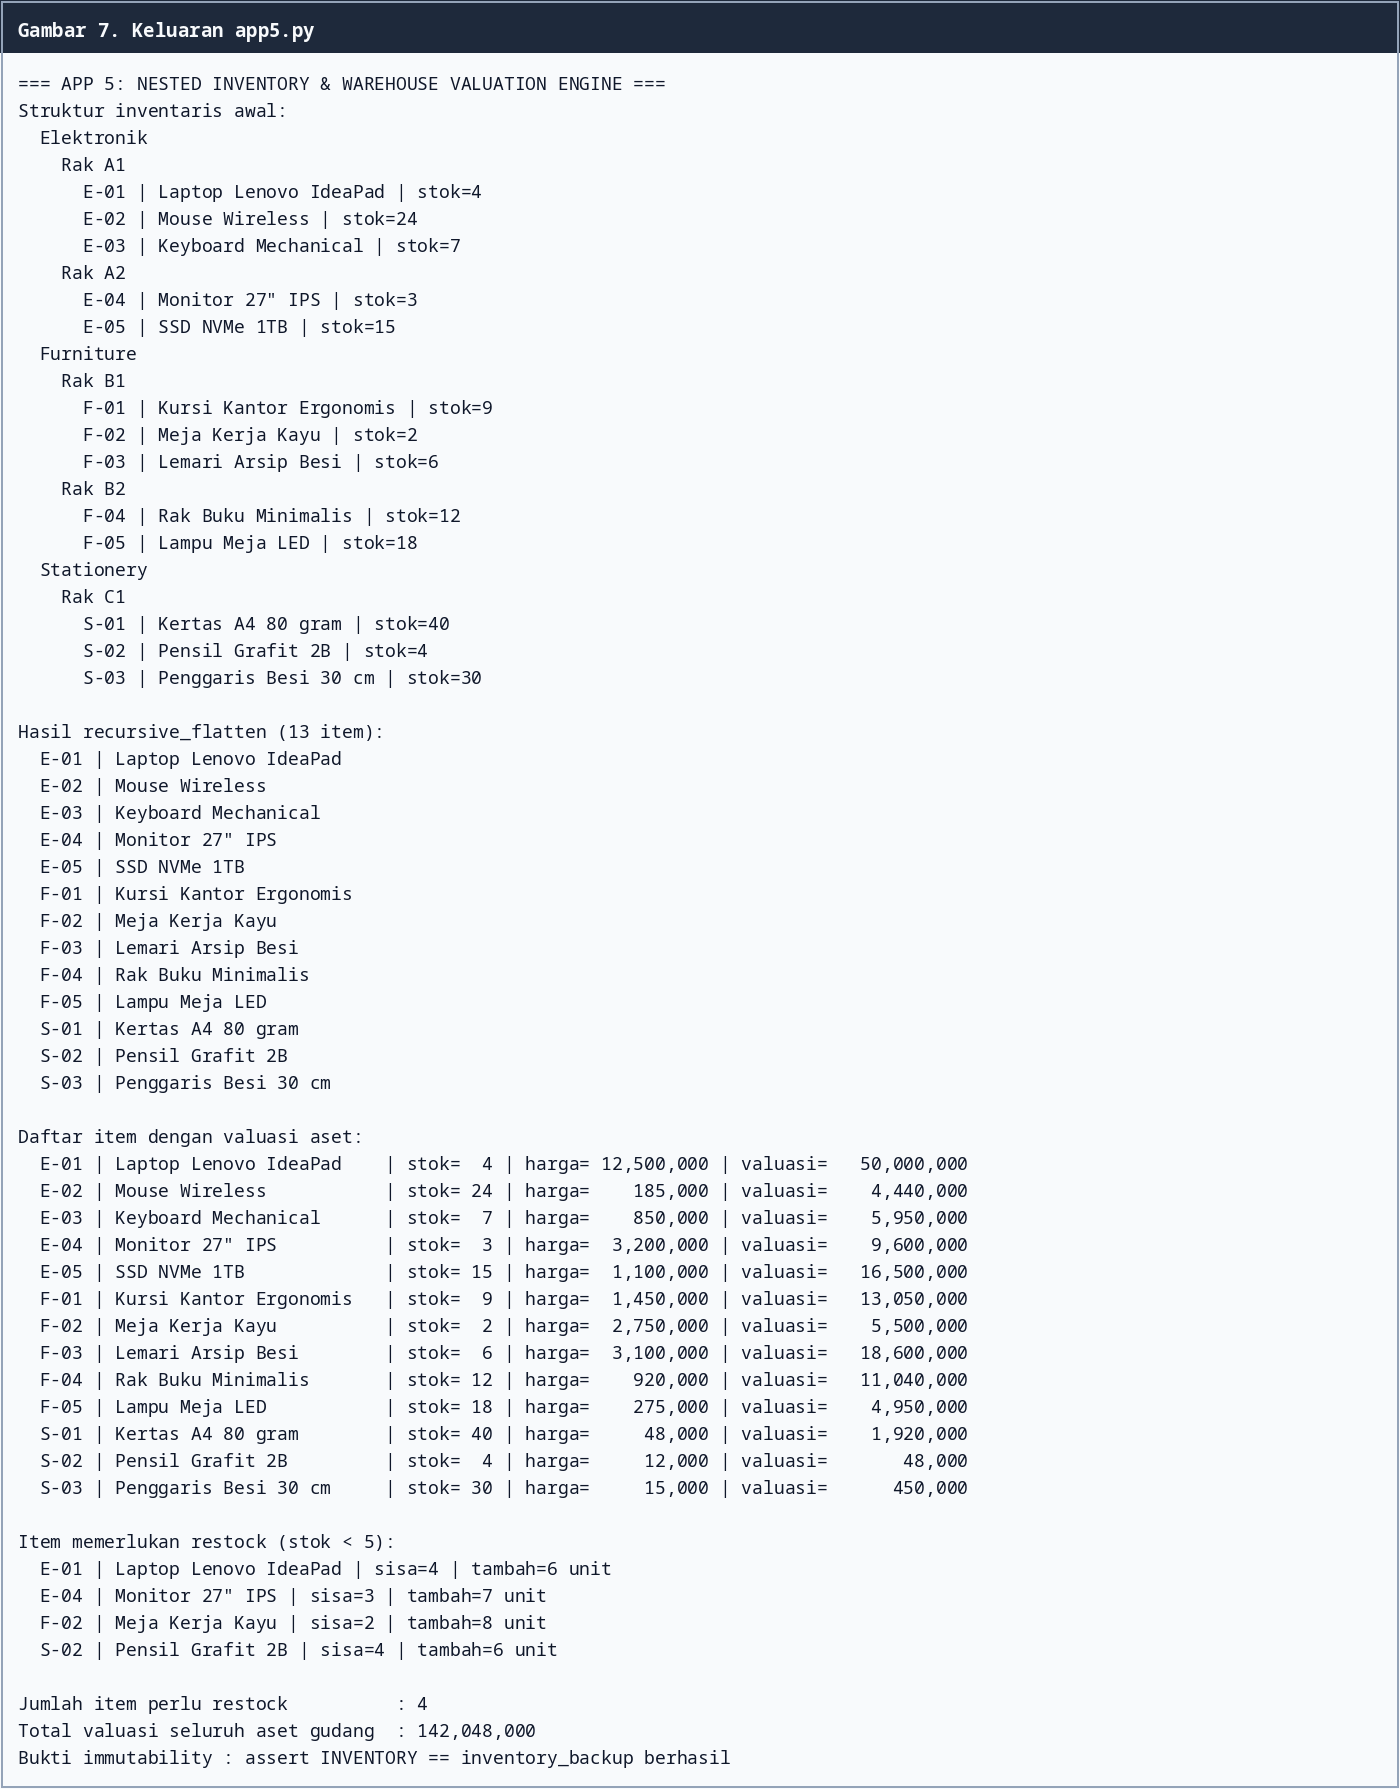 Gambar 7. Keluaran app5.py
=== APP 5: NESTED INVENTORY & WAREHOUSE VALUATION ENGINE ===
Struktur inventaris awal:
  Elektronik
    Rak A1
      E-01 | Laptop Lenovo IdeaPad | stok=4
      E-02 | Mouse Wireless | stok=24
      E-03 | Keyboard Mechanical | stok=7
    Rak A2
      E-04 | Monitor 27" IPS | stok=3
      E-05 | SSD NVMe 1TB | stok=15
  Furniture
    Rak B1
      F-01 | Kursi Kantor Ergonomis | stok=9
      F-02 | Meja Kerja Kayu | stok=2
      F-03 | Lemari Arsip Besi | stok=6
    Rak B2
      F-04 | Rak Buku Minimalis | stok=12
      F-05 | Lampu Meja LED | stok=18
  Stationery
    Rak C1
      S-01 | Kertas A4 80 gram | stok=40
      S-02 | Pensil Grafit 2B | stok=4
      S-03 | Penggaris Besi 30 cm | stok=30

Hasil recursive_flatten (13 item):
  E-01 | Laptop Lenovo IdeaPad
  E-02 | Mouse Wireless
  E-03 | Keyboard Mechanical
  E-04 | Monitor 27" IPS
  E-05 | SSD NVMe 1TB
  F-01 | Kursi Kantor Ergonomis
  F-02 | Meja Kerja Kayu
  F-03 | Lemari Arsip Besi
  F-04 | Rak Buku Minimalis
  F-05 | Lampu Meja LED
  S-01 | Kertas A4 80 gram
  S-02 | Pensil Grafit 2B
  S-03 | Penggaris Besi 30 cm

Daftar item dengan valuasi aset:
  E-01 | Laptop Lenovo IdeaPad    | stok=  4 | harga= 12,500,000 | valuasi=   50,000,000
  E-02 | Mouse Wireless           | stok= 24 | harga=    185,000 | valuasi=    4,440,000
  E-03 | Keyboard Mechanical      | stok=  7 | harga=    850,000 | valuasi=    5,950,000
  E-04 | Monitor 27" IPS          | stok=  3 | harga=  3,200,000 | valuasi=    9,600,000
  E-05 | SSD NVMe 1TB             | stok= 15 | harga=  1,100,000 | valuasi=   16,500,000
  F-01 | Kursi Kantor Ergonomis   | stok=  9 | harga=  1,450,000 | valuasi=   13,050,000
  F-02 | Meja Kerja Kayu          | stok=  2 | harga=  2,750,000 | valuasi=    5,500,000
  F-03 | Lemari Arsip Besi        | stok=  6 | harga=  3,100,000 | valuasi=   18,600,000
  F-04 | Rak Buku Minimalis       | stok= 12 | harga=    920,000 | valuasi=   11,040,000
  F-05 | Lampu Meja LED           | stok= 18 | harga=    275,000 | valuasi=    4,950,000
  S-01 | Kertas A4 80 gram        | stok= 40 | harga=     48,000 | valuasi=    1,920,000
  S-02 | Pensil Grafit 2B         | stok=  4 | harga=     12,000 | valuasi=       48,000
  S-03 | Penggaris Besi 30 cm     | stok= 30 | harga=     15,000 | valuasi=      450,000

Item memerlukan restock (stok < 5):
  E-01 | Laptop Lenovo IdeaPad | sisa=4 | tambah=6 unit
  E-04 | Monitor 27" IPS | sisa=3 | tambah=7 unit
  F-02 | Meja Kerja Kayu | sisa=2 | tambah=8 unit
  S-02 | Pensil Grafit 2B | sisa=4 | tambah=6 unit

Jumlah item perlu restock          : 4
Total valuasi seluruh aset gudang  : 142,048,000
Bukti immutability : assert INVENTORY == inventory_backup berhasil